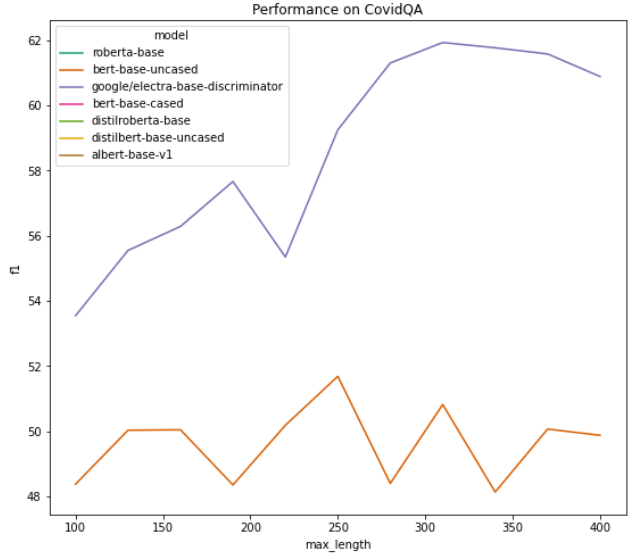 Performance on CovidQA
model
roberta-base
bert-base-uncased
google/electra-base-discriminator
bert-base-cased
distilroberta-base
distilbert-base-uncased
albert-base-v1
f1
62
60
58
56
54
52
50
48
100 150 200 250 300 350 400
max_length